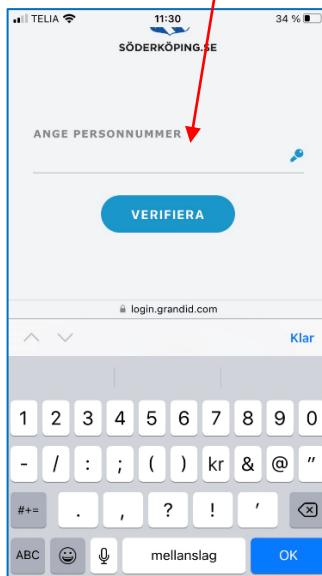 TELIA 11:30 34 %
SÖDERKÖPING.SE
ANGE PERSONNUMMER
VERIFIERA
login.grandid.com
Klar
1 2 3 4 5 6 7 8 9 0
- / : ; ( ) kr & @ "
#+= . , ? ! '
ABC mellanslag OK